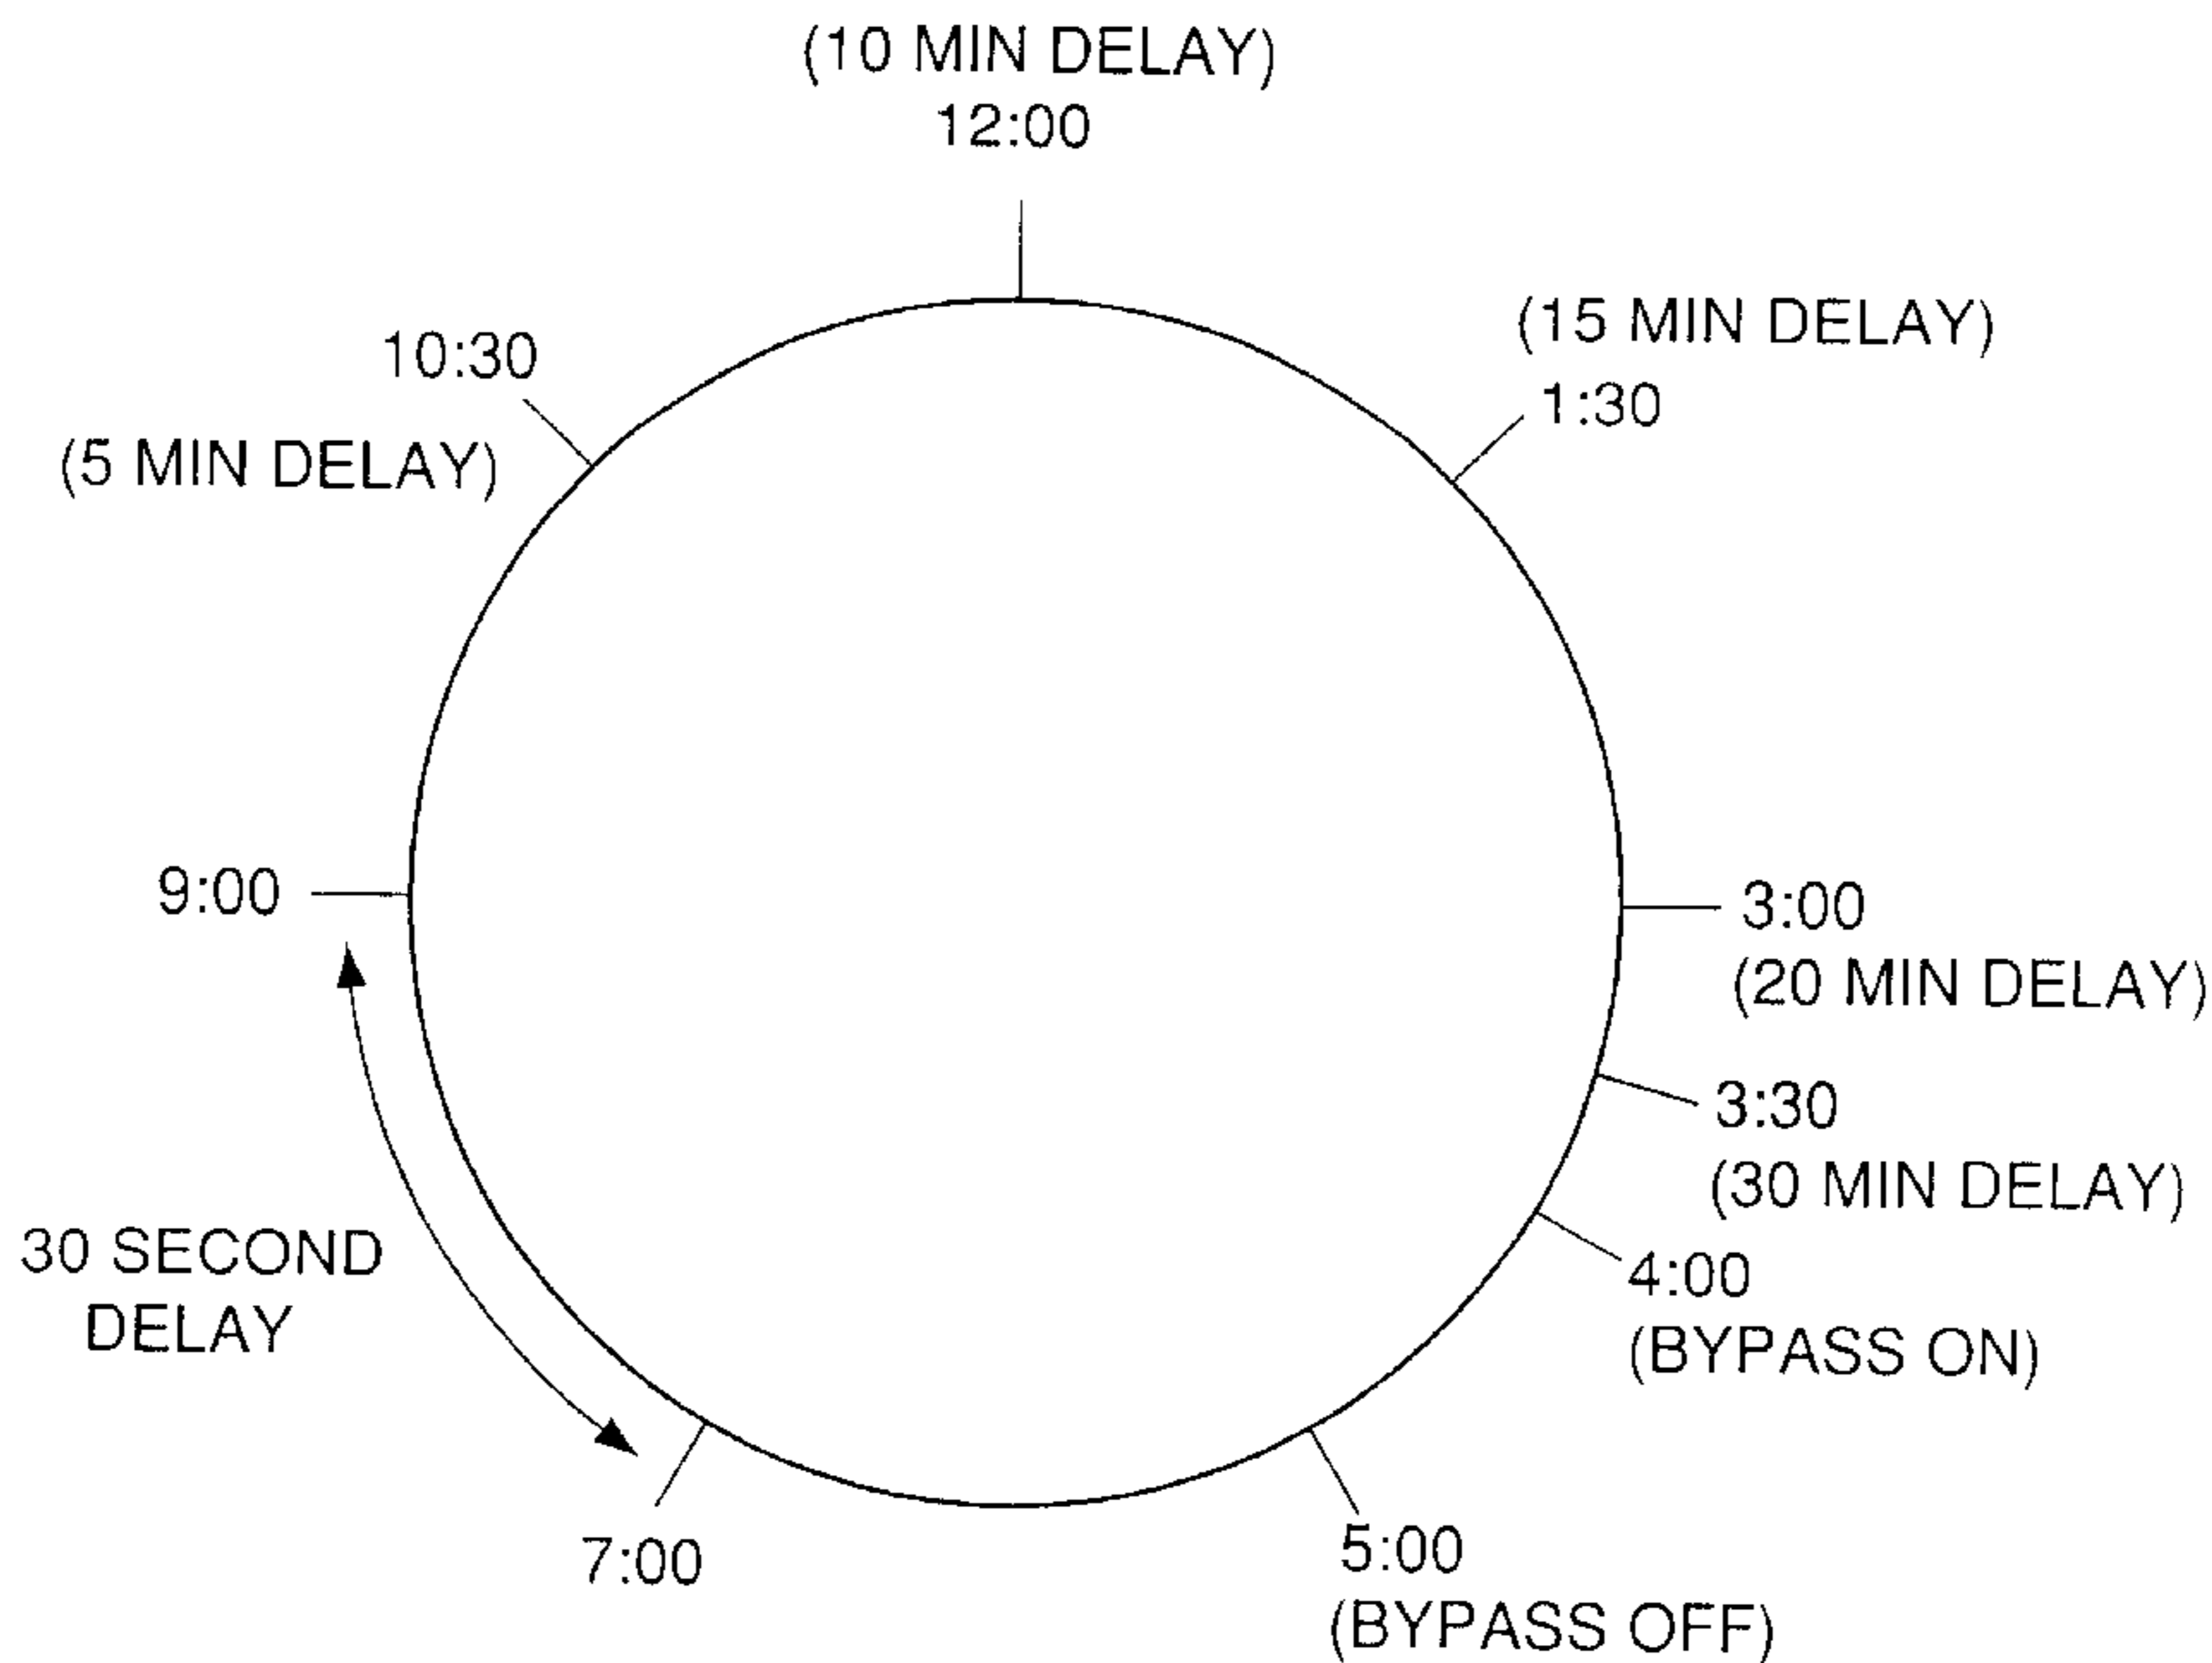 (10 MIN DELAY)
12:00
(15 MIN DELAY)
1:30
10:30
(5 MIN DELAY)
9:00
3:00
(20 MIN DELAY)
3:30
(30 MIN DELAY)
4:00
(BYPASS ON)
30 SECOND
DELAY
7:00
5:00
(BYPASS OFF)